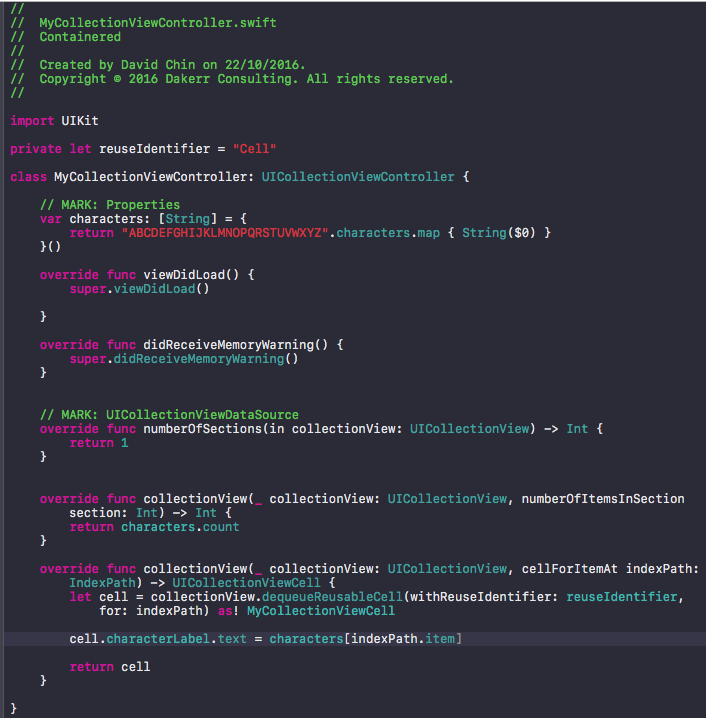 //
//  MyCollectionViewController.swift
//  Containered
//
//  Created by David Chin on 22/10/2016.
//  Copyright © 2016 Dakerr Consulting. All rights reserved.
//
import UIKit
private let reuseIdentifier = "Cell"
class MyCollectionViewController: UICollectionViewController {
    // MARK: Properties
    var characters: [String] = {
        return "ABCDEFGHIJKLMNOPQRSTUVWXYZ".characters.map { String($0) }
    }()
    override func viewDidLoad() {
        super.viewDidLoad()
    }
    override func didReceiveMemoryWarning() {
        super.didReceiveMemoryWarning()
    }
    // MARK: UICollectionViewDataSource
    override func numberOfSections(in collectionView: UICollectionView) -> Int {
        return 1
    }
    override func collectionView(_ collectionView: UICollectionView, numberOfItemsInSection
        section: Int) -> Int {
        return characters.count
    }
    override func collectionView(_ collectionView: UICollectionView, cellForItemAt indexPath:
        IndexPath) -> UICollectionViewCell {
        let cell = collectionView.dequeueReusableCell(withReuseIdentifier: reuseIdentifier,
            for: indexPath) as! MyCollectionViewCell
        cell.characterLabel.text = characters[indexPath.item]
        return cell
    }
}